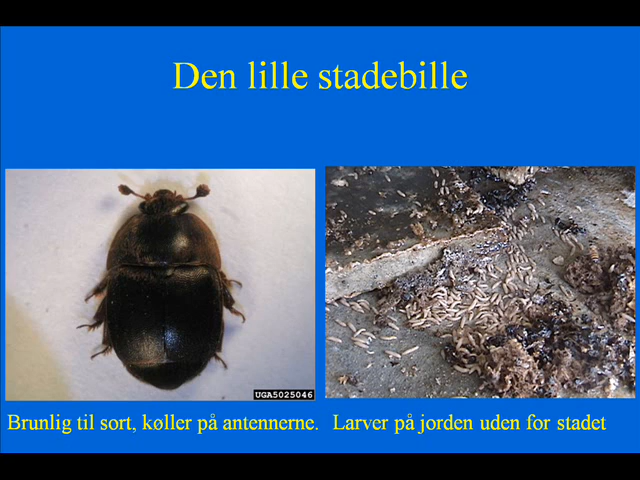 Den lille stadebille
UGA5025046
Brunlig til sort, køller på antennerne.
Larver på jorden uden for stadet